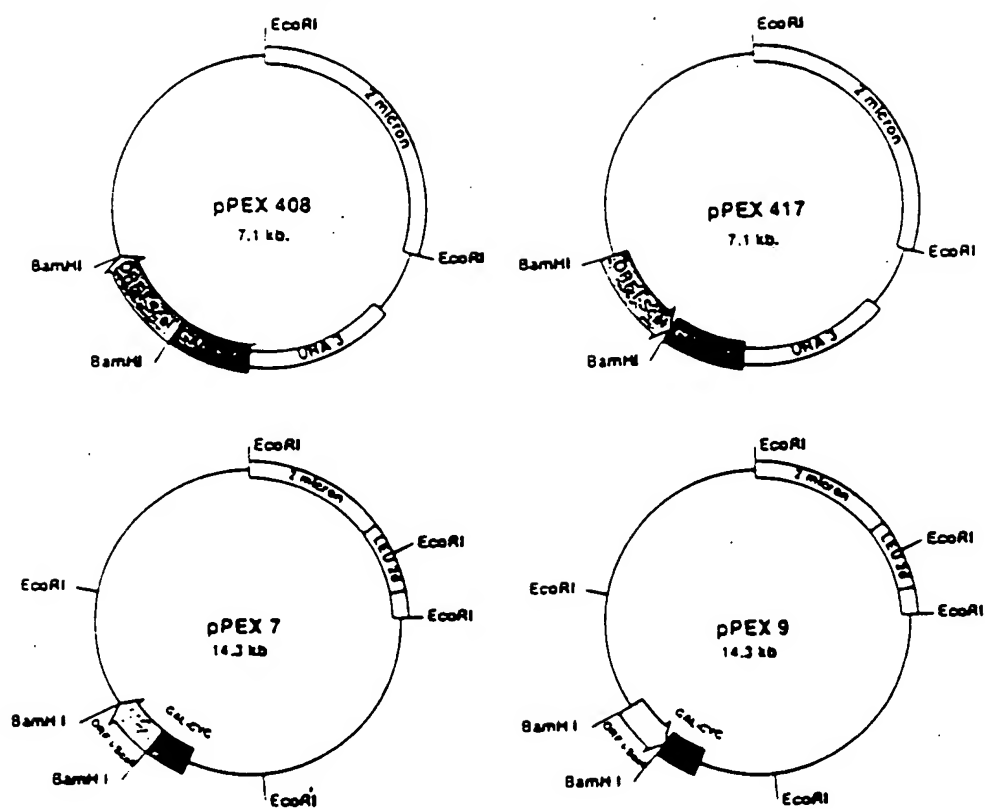 EcoRI
2 micron
pPEX 408
7.1 kb.
EcoRI
BamHI
BamHI
URA 3
EcoRI
2 micron
pPEX 417
7.1 kb.
EcoRI
BamHI
BamHI
URA 3
EcoRI
2 micron
EcoRI
EcoRI
EcoRI
pPEX 7
14.3 kb
GAL-CYC
BamH I
BamH I
EcoRI
EcoRI
2 micron
EcoRI
EcoRI
EcoRI
pPEX 9
14.3 kb
GAL-CYC
BamH I
BamH I
EcoRI